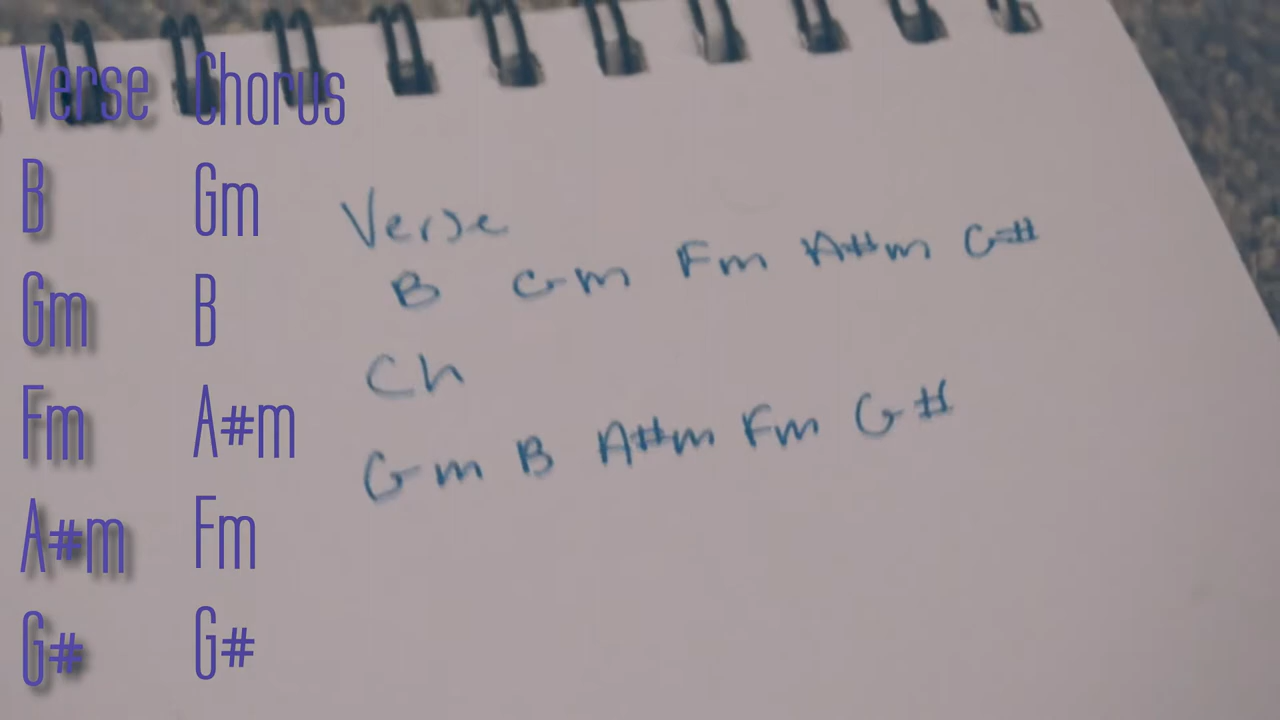 Verse Chorus
B Gm
Gm B
Fm A#m
A#m Fm
G# G#
Verse
B Gm Fm A#m G#
Ch
Gm B A#m Fm G#